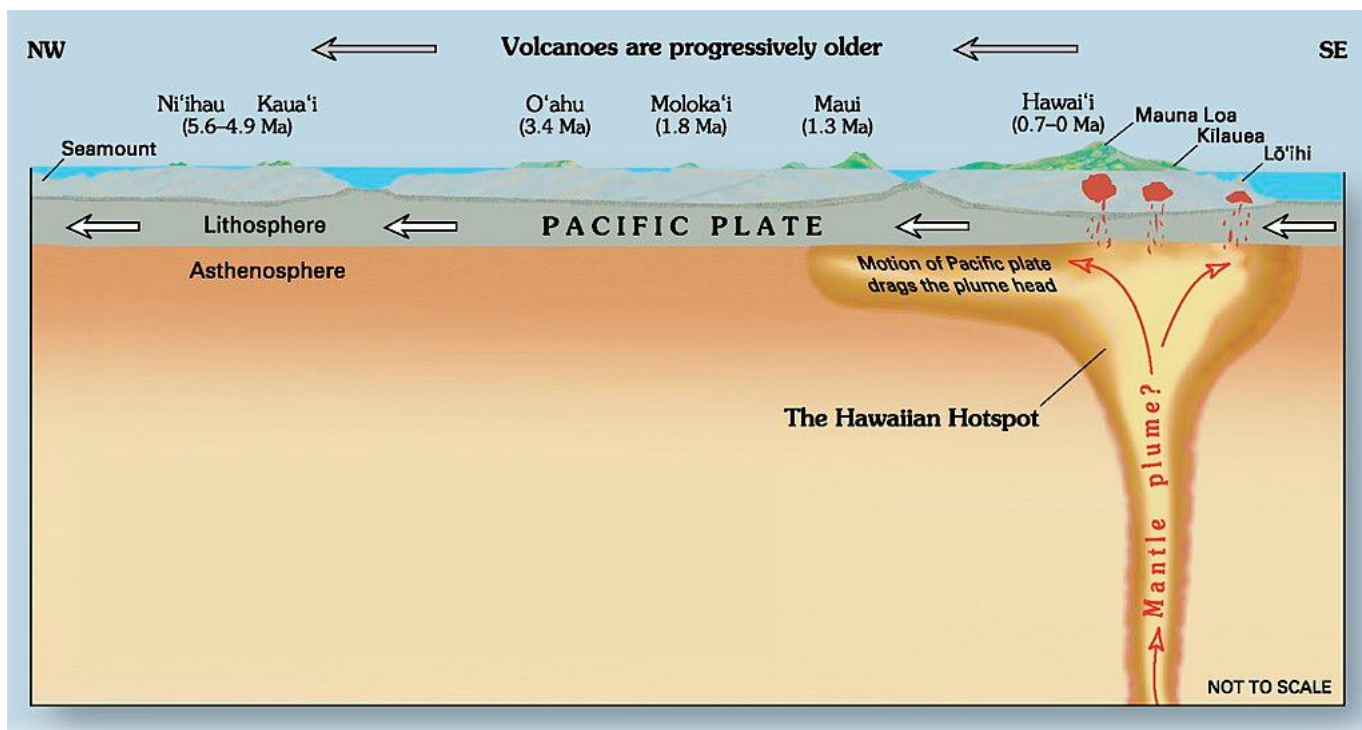 NW
Volcanoes are progressively older
SE
Ni‘ihau
Kaua‘i
(5.6–4.9 Ma)
O‘ahu
(3.4 Ma)
Moloka‘i
(1.8 Ma)
Maui
(1.3 Ma)
Hawai‘i
(0.7–0 Ma)
Mauna Loa
Kīlauea
Lō‘ihi
Seamount
Lithosphere
PACIFIC PLATE
Asthenosphere
Motion of Pacific plate
drags the plume head
The Hawaiian Hotspot
Mantle plume?
NOT TO SCALE